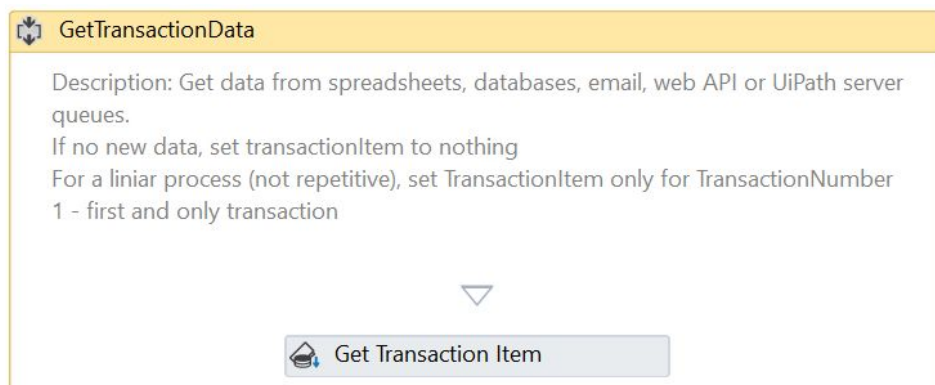 GetTransactionData
Description: Get data from spreadsheets, databases, email, web API or UiPath server
queues.
If no new data, set transactionItem to nothing
For a liniar process (not repetitive), set TransactionItem only for TransactionNumber
1 - first and only transaction
Get Transaction Item